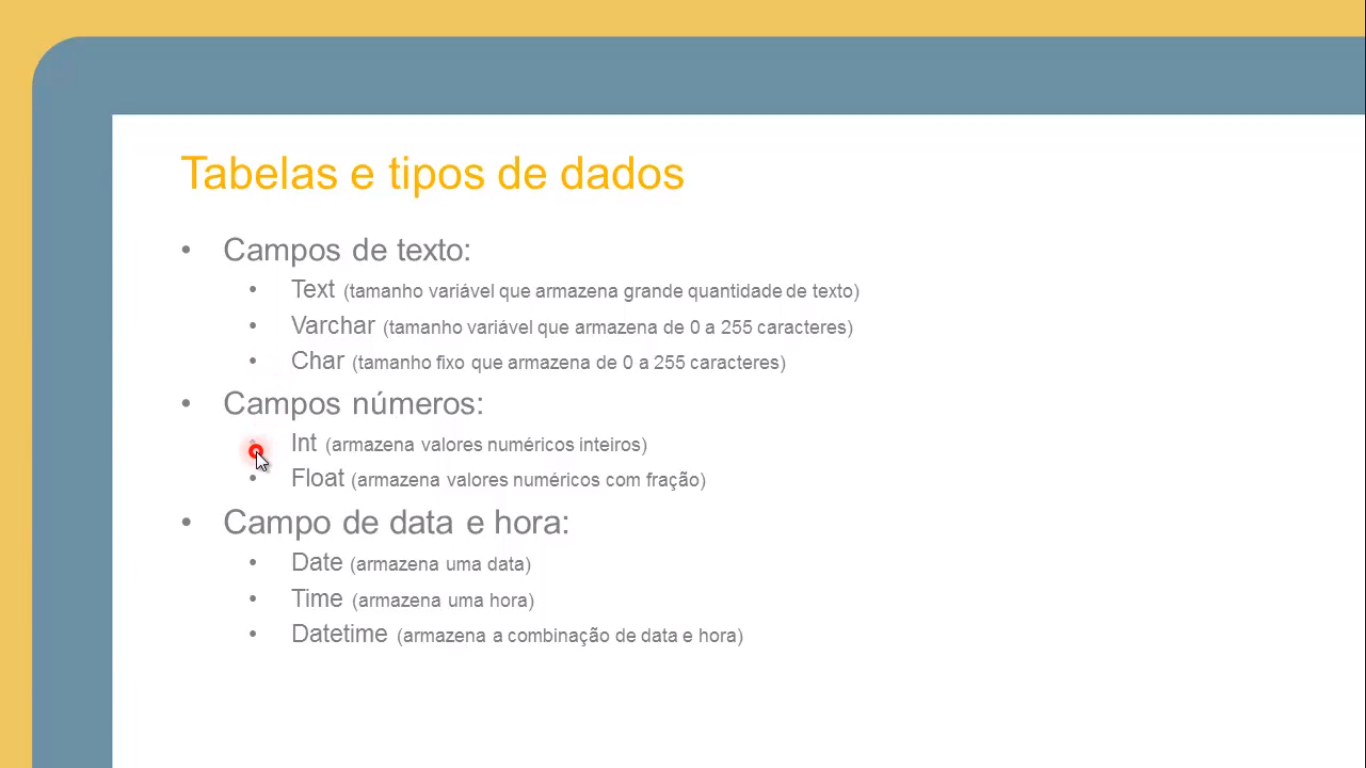 Tabelas e tipos de dados
• Campos de texto:
• Text (tamanho variável que armazena grande quantidade de texto)
• Varchar (tamanho variável que armazena de 0 a 255 caracteres)
• Char (tamanho fixo que armazena de 0 a 255 caracteres)
• Campos números:
• Int (armazena valores numéricos inteiros)
• Float (armazena valores numéricos com fração)
• Campo de data e hora:
• Date (armazena uma data)
• Time (armazena uma hora)
• Datetime (armazena a combinação de data e hora)